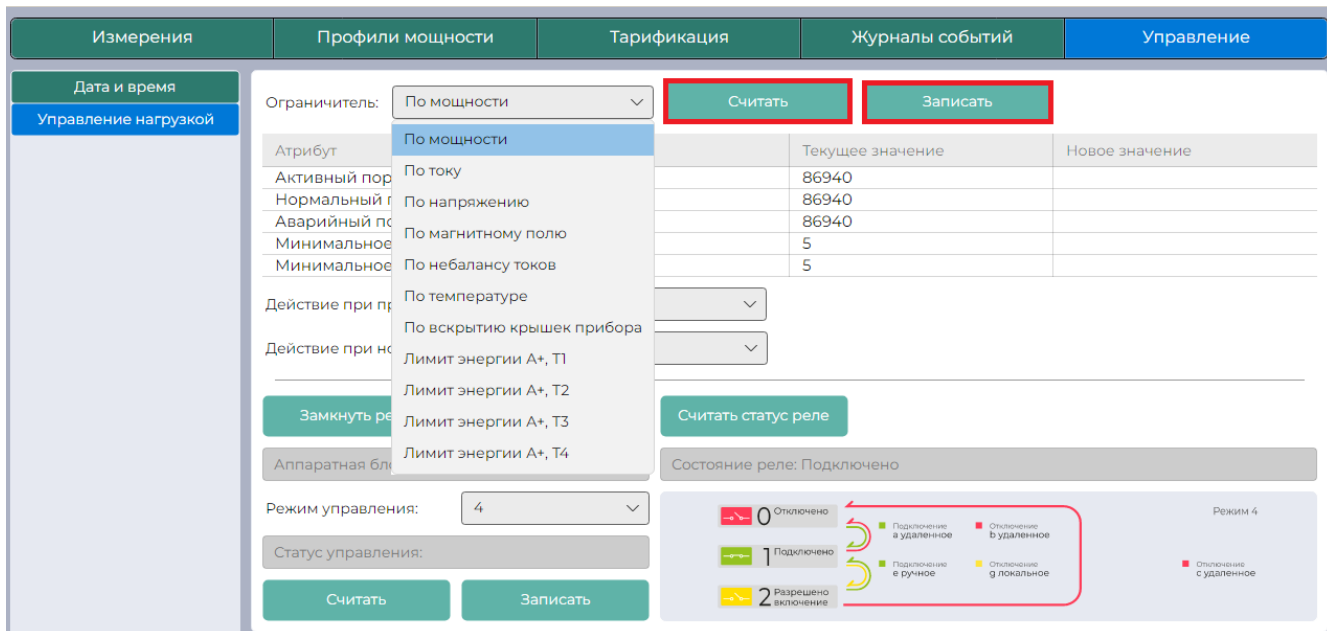 Измерения Профили мощности Тарификация Журналы событий Управление
Дата и время
Управление нагрузкой
Ограничитель: По мощности Считать Записать
По мощности
По току
По напряжению
По магнитному полю
По небалансу токов
По температуре
По вскрытию крышек прибора
Лимит энергии А+, Т1
Лимит энергии А+, Т2
Лимит энергии А+, Т3
Лимит энергии А+, Т4
Атрибут Текущее значение Новое значение
Активный пор 86940
Нормальный 86940
Аварийный 86940
Минимальное 5
Минимальное 5
Действие при
Действие при
Замкнуть Считать статус реле
Аппаратная Состояние реле: Подключено
Режим управления: 4
Статус управления:
Считать Записать
0 Отключено
1 Подключено
2 Разрешено включение
Подключение
а удаленное
Отключение
b удаленное
Подключение
е ручное
Отключение
g локальное
Режим 4
Отключение
с удаленное